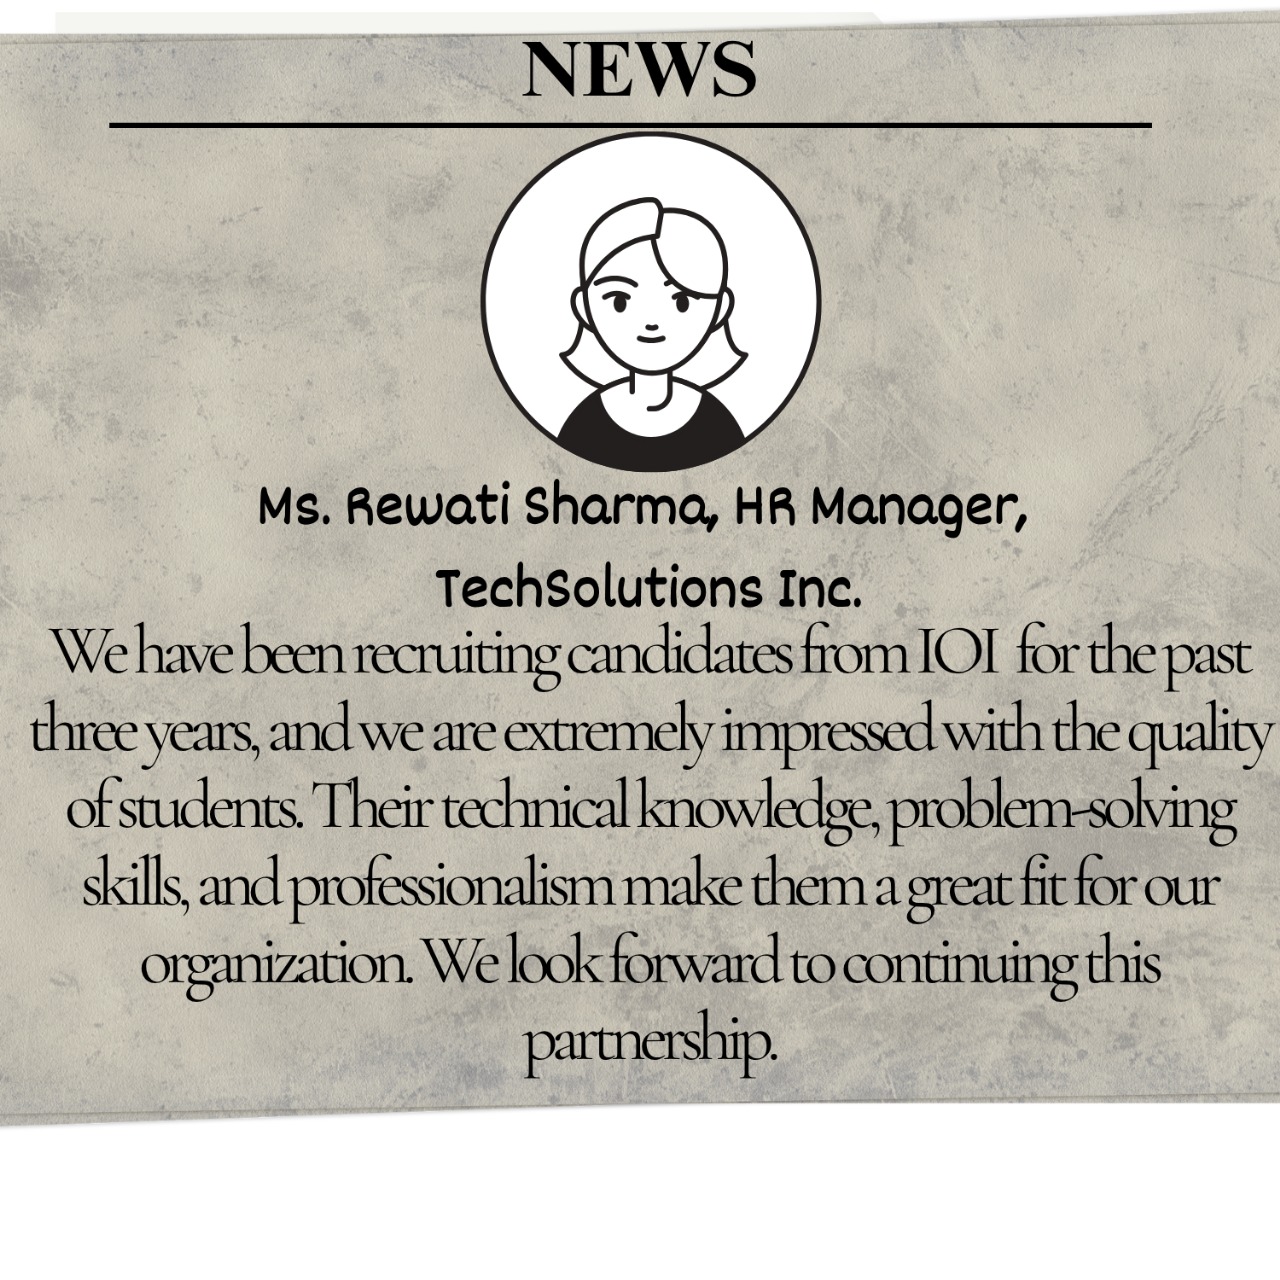 NEWS
Ms. Rewati Sharma, HR Manager,
TechSolutions Inc.
We have been recruiting candidates from IOI for the past
three years, and we are extremely impressed with the quality
of students. Their technical knowledge, problem-solving
skills, and professionalism make them a great fit for our
organization. We look forward to continuing this
partnership.